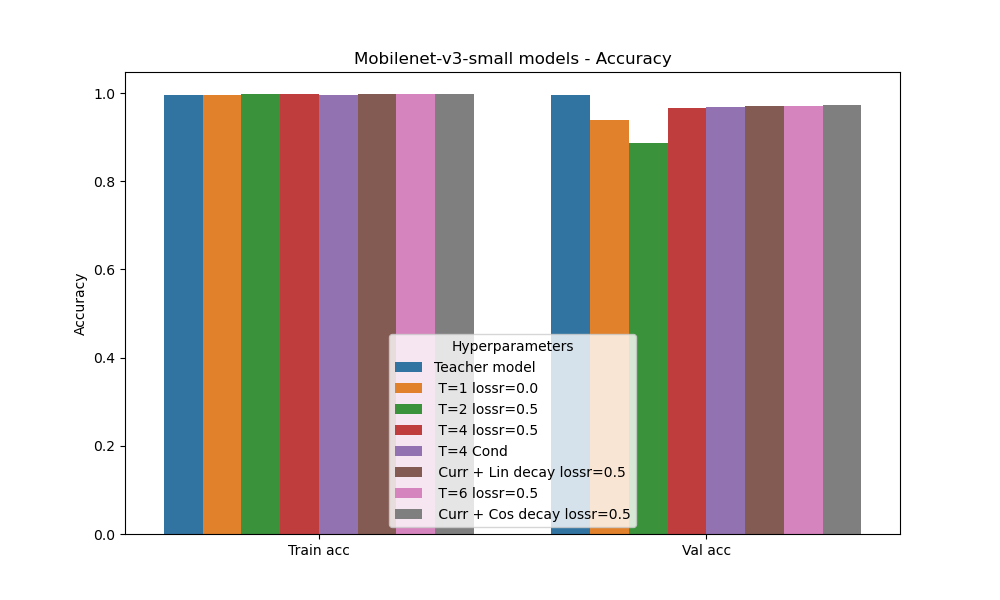 Mobilenet-v3-small models - Accuracy
Accuracy
1.0
0.8
0.6
0.4
0.2
0.0
Hyperparameters
Teacher model
T=1 lossr=0.0
T=2 lossr=0.5
T=4 lossr=0.5
T=4 Cond
Curr + Lin decay lossr=0.5
T=6 lossr=0.5
Curr + Cos decay lossr=0.5
Train acc
Val acc